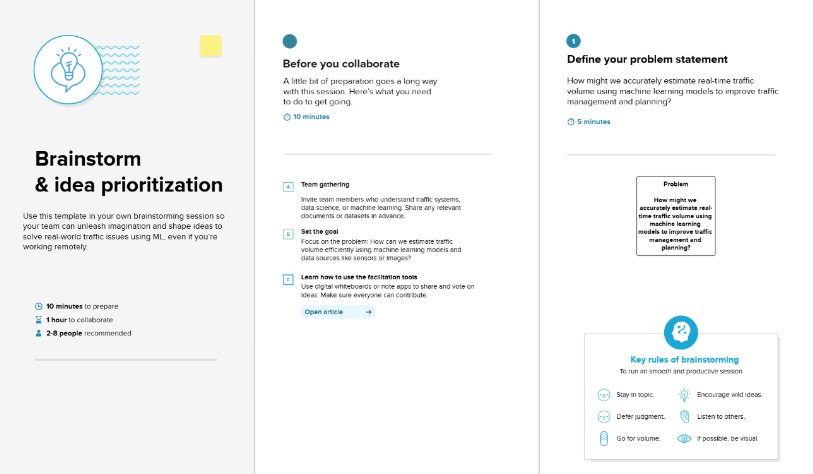 Brainstorm
& idea prioritization
Use this template in your own brainstorming session so
your team can unleash imagination and shape ideas to
solve real-world traffic issues using ML, even if you're
working remotely.
10 minutes to prepare
1 hour to collaborate
2-8 people recommended
Before you collaborate
A little bit of preparation goes a long way
with this session. Here's what you need
to do to get going.
10 minutes
A
Team gathering
Invite team members who understand traffic systems,
data science, or machine learning. Share any relevant
documents or datasets in advance.
B
Set the goal
Focus on the problem: How can we estimate traffic
volume efficiently using machine learning models and
data sources like sensors or images?
C
Learn how to use the facilitation tools
Use digital whiteboards or note apps to share and vote on
ideas. Make sure everyone can contribute.
Open article
1
Define your problem statement
How might we accurately estimate real-time traffic
volume using machine learning models to improve traffic
management and planning?
5 minutes
Problem
How might we
accurately estimate real-
time traffic volume using
machine learning
models to improve traffic
management and
planning?
Key rules of brainstorming
To run an smooth and productive session
Stay in topic.
Encourage wild ideas.
Defer judgment.
Listen to others.
Go for volume.
If possible, be visual.